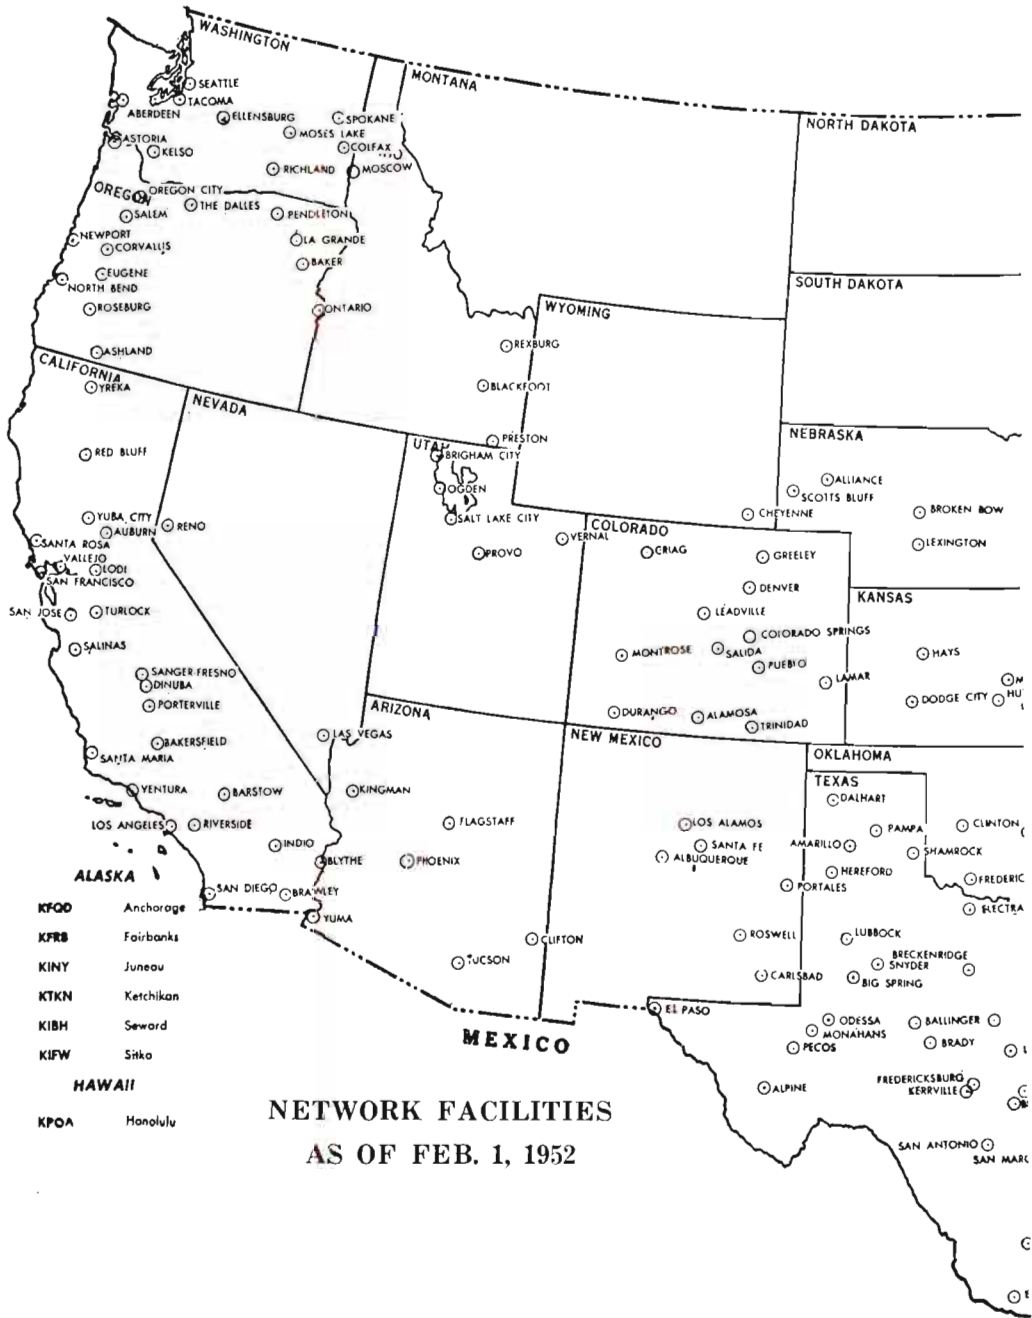 WASHINGTON
MONTANA
NORTH DAKOTA
SEATTLE
TACOMA
ABERDEEN
ELLENSBURG
SPOKANE
MOSES LAKE
ASTORIA
KELSO
COLFAX
RICHLAND
MOSCOW
OREGON
OREGON CITY
THE DALLES
SALEM
PENDLETON
NEWPORT
CORVALLIS
LA GRANDE
BAKER
EUGENE
NORTH BEND
ROSEBURG
ONTARIO
ASHLAND
SOUTH DAKOTA
WYOMING
REXBURG
BLACKFOOT
PRESTON
CALIFORNIA
YREKA
NEVADA
UTAH
BRIGHAM CITY
OGDEN
SALT LAKE CITY
PROVO
VERNAL
NEBRASKA
ALLIANCE
SCOTTS BLUFF
CHEYENNE
BROKEN BOW
LEXINGTON
RED BLUFF
YUBA CITY
AUBURN
RENO
SANTA ROSA
VALLEJO
LODI
SAN FRANCISCO
SAN JOSE
TURLOCK
SALINAS
SANGER-FRESNO
DINUBA
PORTERVILLE
BAKERSFIELD
SANTA MARIA
VENTURA
BARSTOW
LOS ANGELES
RIVERSIDE
INDIO
BLYTHE
SAN DIEGO
BRAWLEY
YUMA
COLORADO
CRIAG
GREELEY
DENVER
LEADVILLE
COLORADO SPRINGS
MONTROSE
SALIDA
PUEBLO
LAMAR
DURANGO
ALAMOSA
TRINIDAD
KANSAS
HAYS
DODGE CITY
M
HU
ARIZONA
LAS VEGAS
KINGMAN
FLAGSTAFF
PHOENIX
TUCSON
CLIFTON
NEW MEXICO
LOS ALAMOS
SANTA FE
ALBUQUERQUE
PORTALES
ROSWELL
CARLSBAD
OKLAHOMA
TEXAS
DALHART
PAMPA
CLINTON
AMARILLO
SHAMROCK
HEREFORD
FREDERIC
ELECTRA
LUBBOCK
BRECKENRIDGE
SNYDER
BIG SPRING
EL PASO
ODESSA
MONAHANS
PECOS
BALLINGER
BRADY
ALPINE
FREDERICKSBURG
KERRVILLE
SAN ANTONIO
SAN MARC
MEXICO
ALASKA
KFQD Anchorage
KFRB Fairbanks
KINY Juneau
KTKN Ketchikan
KIBH Seward
KIFW Sitka
HAWAII
KPOA Honolulu
NETWORK FACILITIES
AS OF FEB. 1, 1952